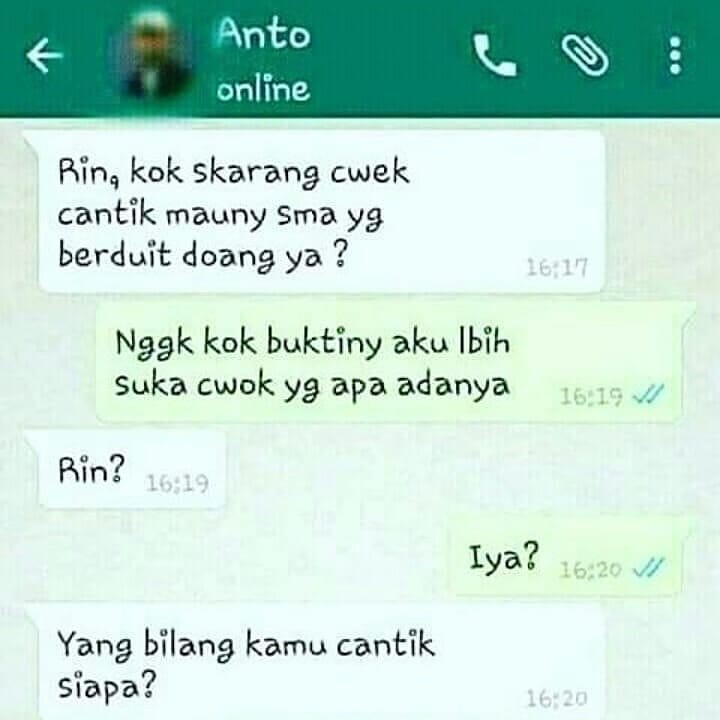 Anto
online
Rin, kok skarang cwek
cantik mauny sma yg
berduit doang ya ?
16:17
Nggk kok buktiny aku lbih
suka cwok yg apa adanya
16:19
Rin?
16:19
Iya?
16:20
Yang bilang kamu cantik
siapa?
16:20